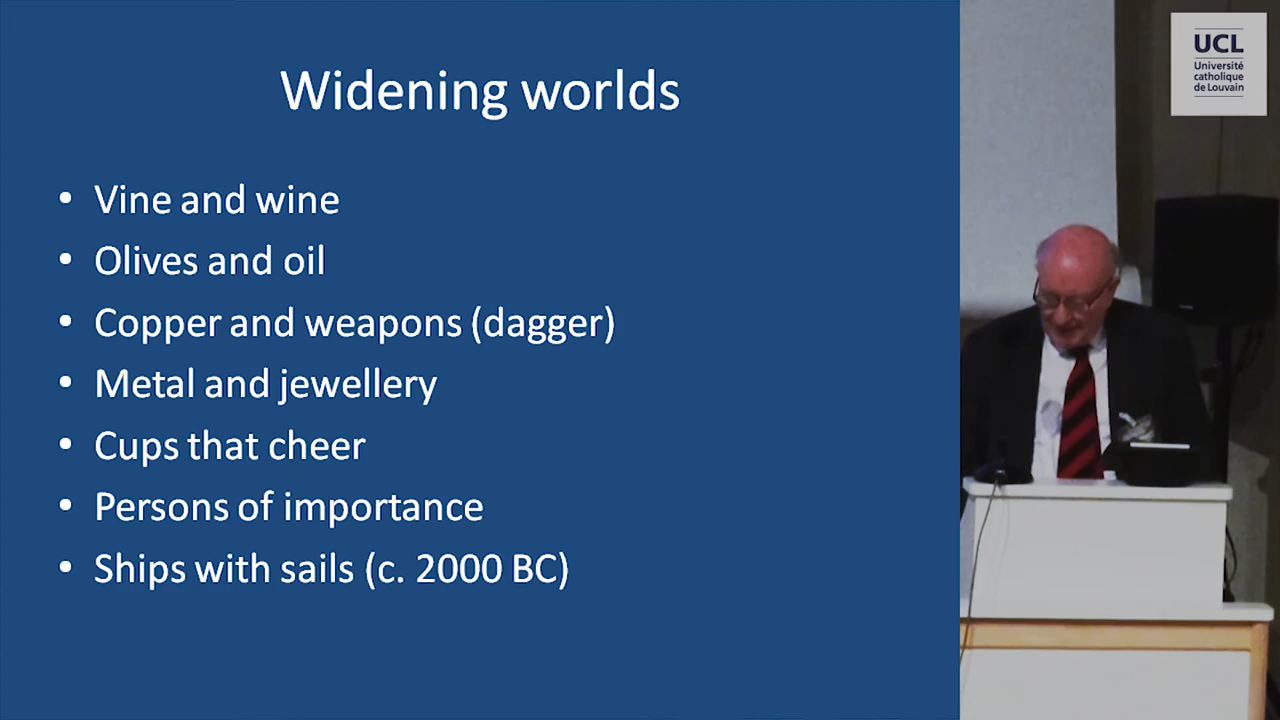 Widening worlds
• Vine and wine
• Olives and oil
• Copper and weapons (dagger)
• Metal and jewellery
• Cups that cheer
• Persons of importance
• Ships with sails (c. 2000 BC)
UCL
Université
catholique
de Louvain